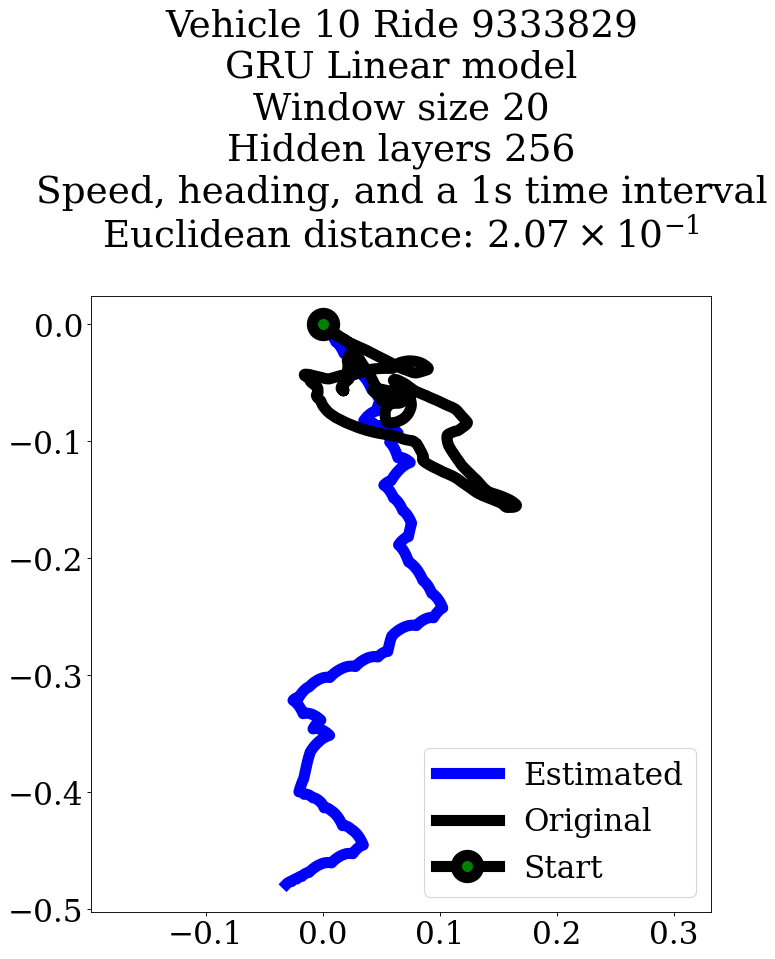 Vehicle 10 Ride 9333829
GRU Linear model
Window size 20
Hidden layers 256
Speed, heading, and a 1s time interval
Euclidean distance: 2.07 × 10⁻¹
0.0
−0.1
−0.2
−0.3
−0.4
−0.5
Estimated
Original
Start
−0.1 0.0 0.1 0.2 0.3